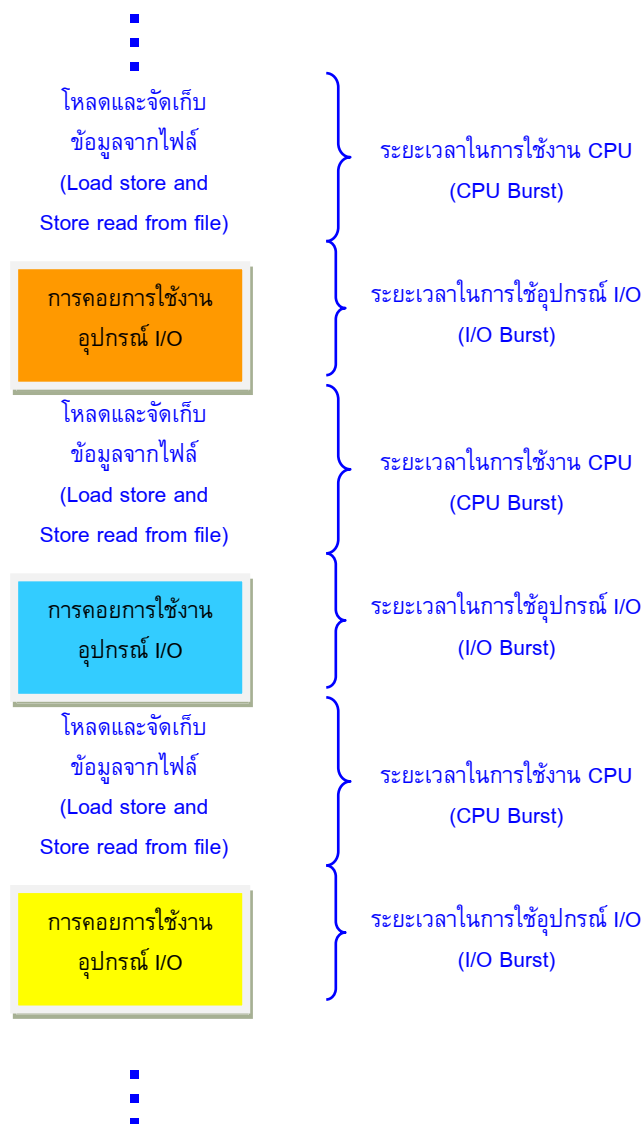 โหลดและจัดเก็บ
ข้อมูลจากไฟล์
(Load store and
Store read from file)
ระยะเวลาในการใช้งาน CPU
(CPU Burst)
การคอยการใช้งาน
อุปกรณ์ I/O
ระยะเวลาในการใช้อุปกรณ์ I/O
(I/O Burst)
โหลดและจัดเก็บ
ข้อมูลจากไฟล์
(Load store and
Store read from file)
ระยะเวลาในการใช้งาน CPU
(CPU Burst)
การคอยการใช้งาน
อุปกรณ์ I/O
ระยะเวลาในการใช้อุปกรณ์ I/O
(I/O Burst)
โหลดและจัดเก็บ
ข้อมูลจากไฟล์
(Load store and
Store read from file)
ระยะเวลาในการใช้งาน CPU
(CPU Burst)
การคอยการใช้งาน
อุปกรณ์ I/O
ระยะเวลาในการใช้อุปกรณ์ I/O
(I/O Burst)